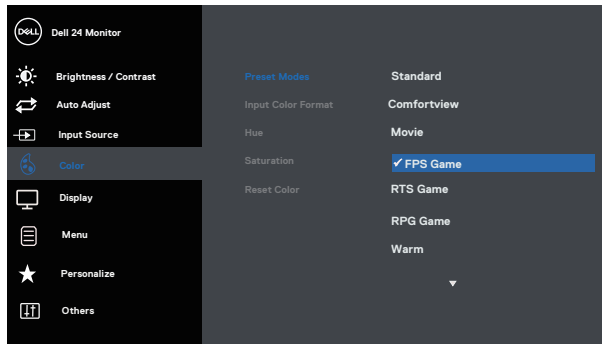 DELL
Dell 24 Monitor
Brightness / Contrast
Auto Adjust
Input Source
Color
Display
Menu
Personalize
Others
Preset Modes
Input Color Format
Hue
Saturation
Reset Color
Standard
Comfortview
Movie
✓ FPS Game
RTS Game
RPG Game
Warm